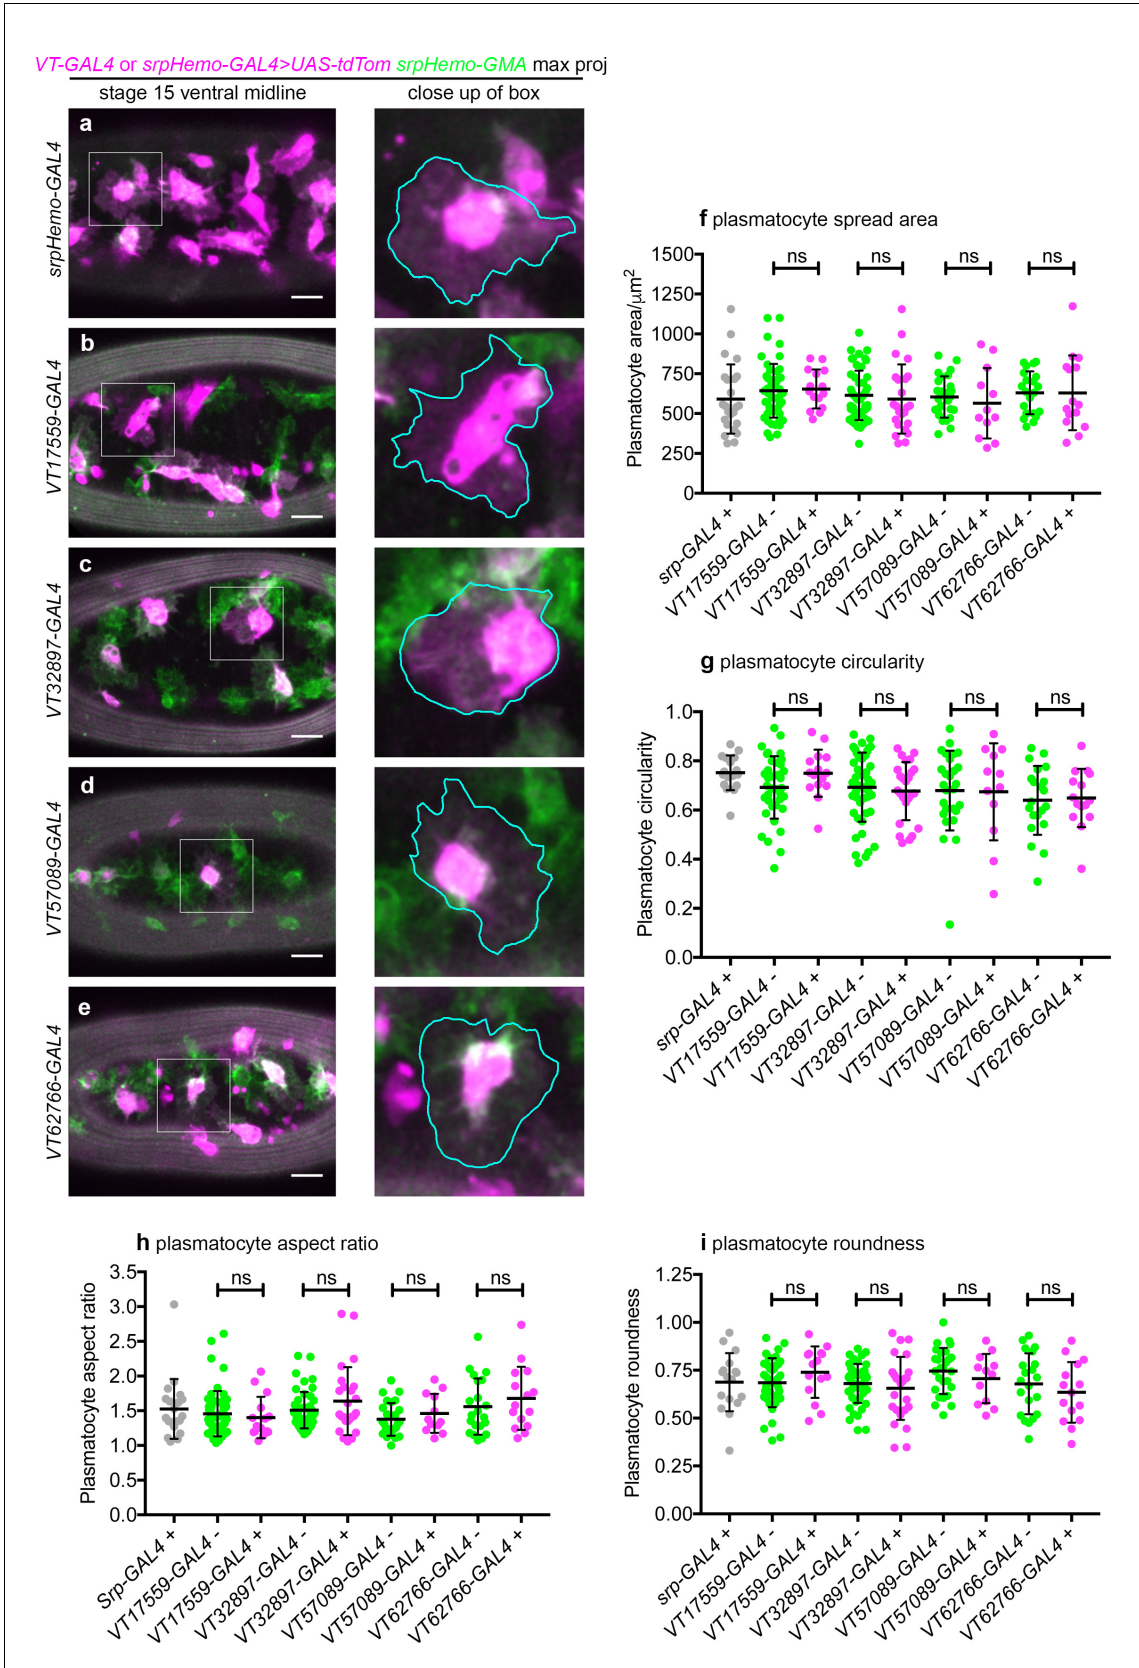 VT-GAL4 or srpHemo-GAL4>UAS-tdTom srpHemo-GMA max proj
stage 15 ventral midline
close up of box
a
srpHemo-GAL4
b
VT17559-GAL4
c
VT32897-GAL4
d
VT57089-GAL4
e
VT62766-GAL4
f plasmatocyte spread area
Plasmatocyte area/μm²
1500
1250
1000
750
500
250
0
ns ns ns ns
srp-GAL4 +
VT17559-GAL4 -
VT17559-GAL4 +
VT32897-GAL4 -
VT32897-GAL4 +
VT57089-GAL4 -
VT57089-GAL4 +
VT62766-GAL4 -
VT62766-GAL4 +
g plasmatocyte circularity
Plasmatocyte circularity
1.0
0.8
0.6
0.4
0.2
0.0
ns ns ns ns
srp-GAL4 +
VT17559-GAL4 -
VT17559-GAL4 +
VT32897-GAL4 -
VT32897-GAL4 +
VT57089-GAL4 -
VT57089-GAL4 +
VT62766-GAL4 -
VT62766-GAL4 +
h plasmatocyte aspect ratio
Plasmatocyte aspect ratio
3.5
3.0
2.5
2.0
1.5
1.0
0.5
0.0
ns ns ns ns
Srp-GAL4 +
VT17559-GAL4 -
VT17559-GAL4 +
VT32897-GAL4 -
VT32897-GAL4 +
VT57089-GAL4 -
VT57089-GAL4 +
VT62766-GAL4 -
VT62766-GAL4 +
i plasmatocyte roundness
Plasmatocyte roundness
1.25
1.00
0.75
0.50
0.25
0.00
ns ns ns ns
srp-GAL4 +
VT17559-GAL4 -
VT17559-GAL4 +
VT32897-GAL4 -
VT32897-GAL4 +
VT57089-GAL4 -
VT57089-GAL4 +
VT62766-GAL4 -
VT62766-GAL4 +